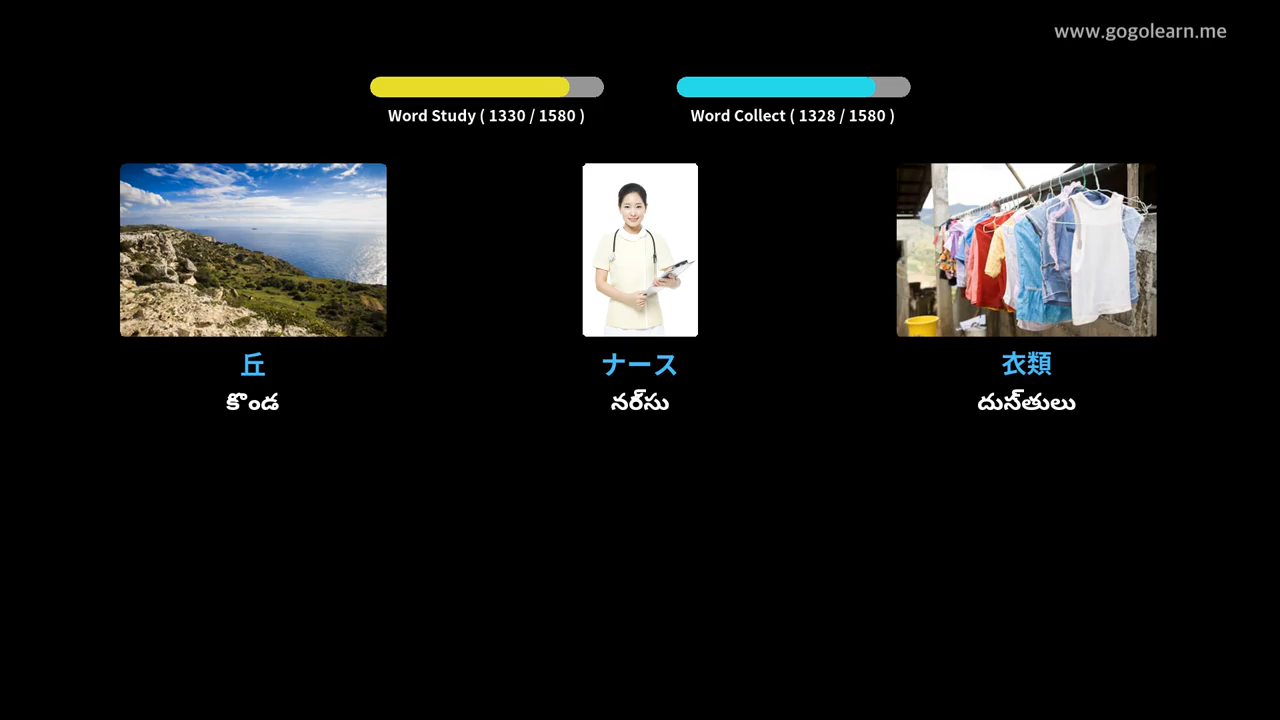 www.gogolearn.me
Word Study ( 1330 / 1580 )
Word Collect ( 1328 / 1580 )
丘
కొండ
ナース
నర్‌సు
衣類
దుస్‌తులు